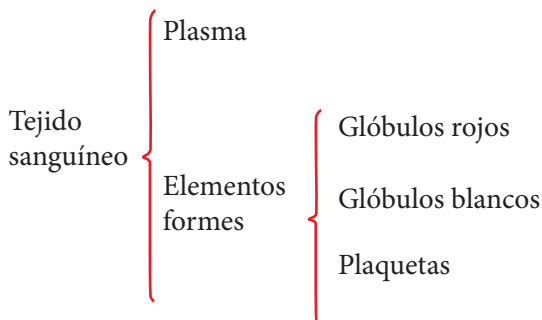 Plasma
Tejido
sanguíneo
Elementos
formes
Glóbulos rojos
Glóbulos blancos
Plaquetas